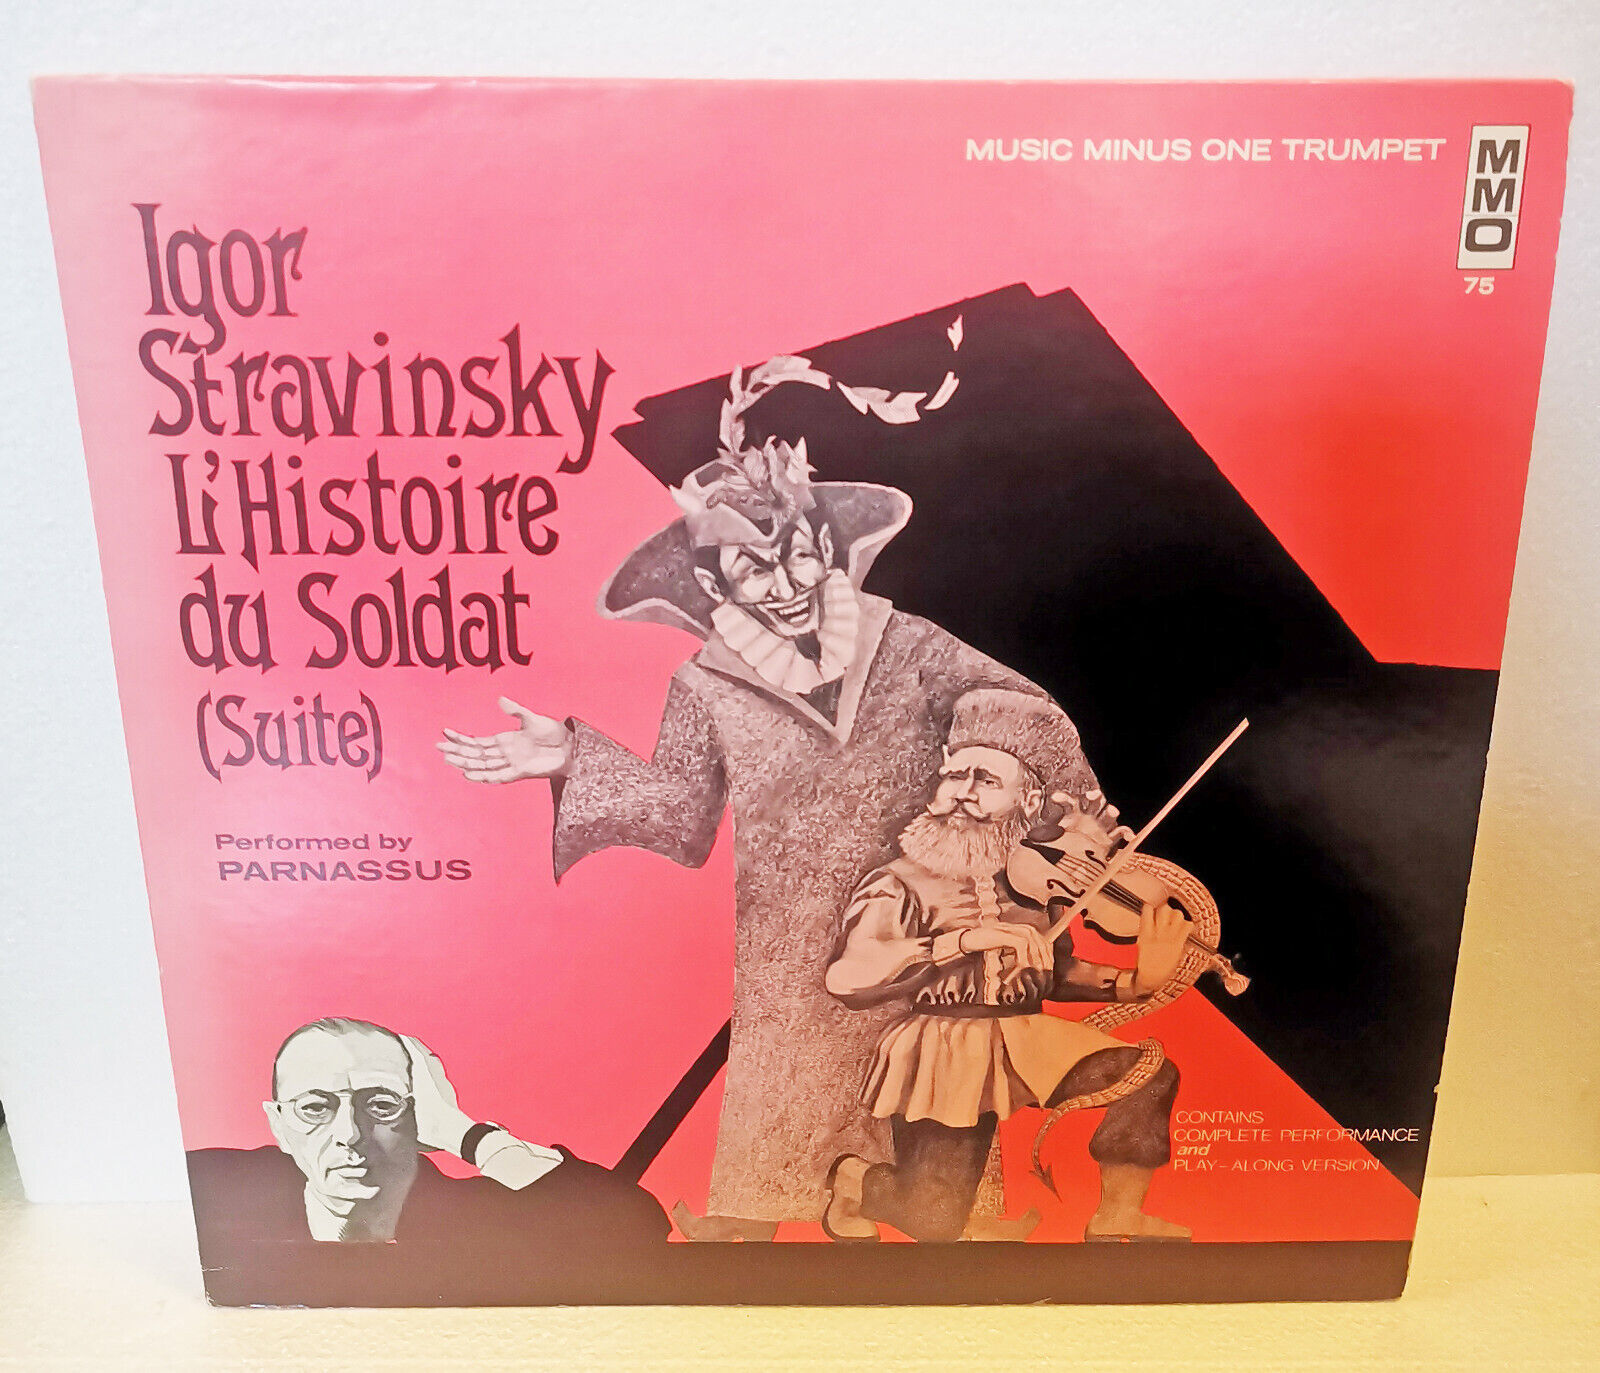 MUSIC MINUS ONE TRUMPET
MMO
75
Igor
Stravinsky
L'Histoire
du Soldat
(Suite)
Performed by
PARNASSUS
CONTAINS
COMPLETE PERFORMANCE
and
PLAY-ALONG VERSION